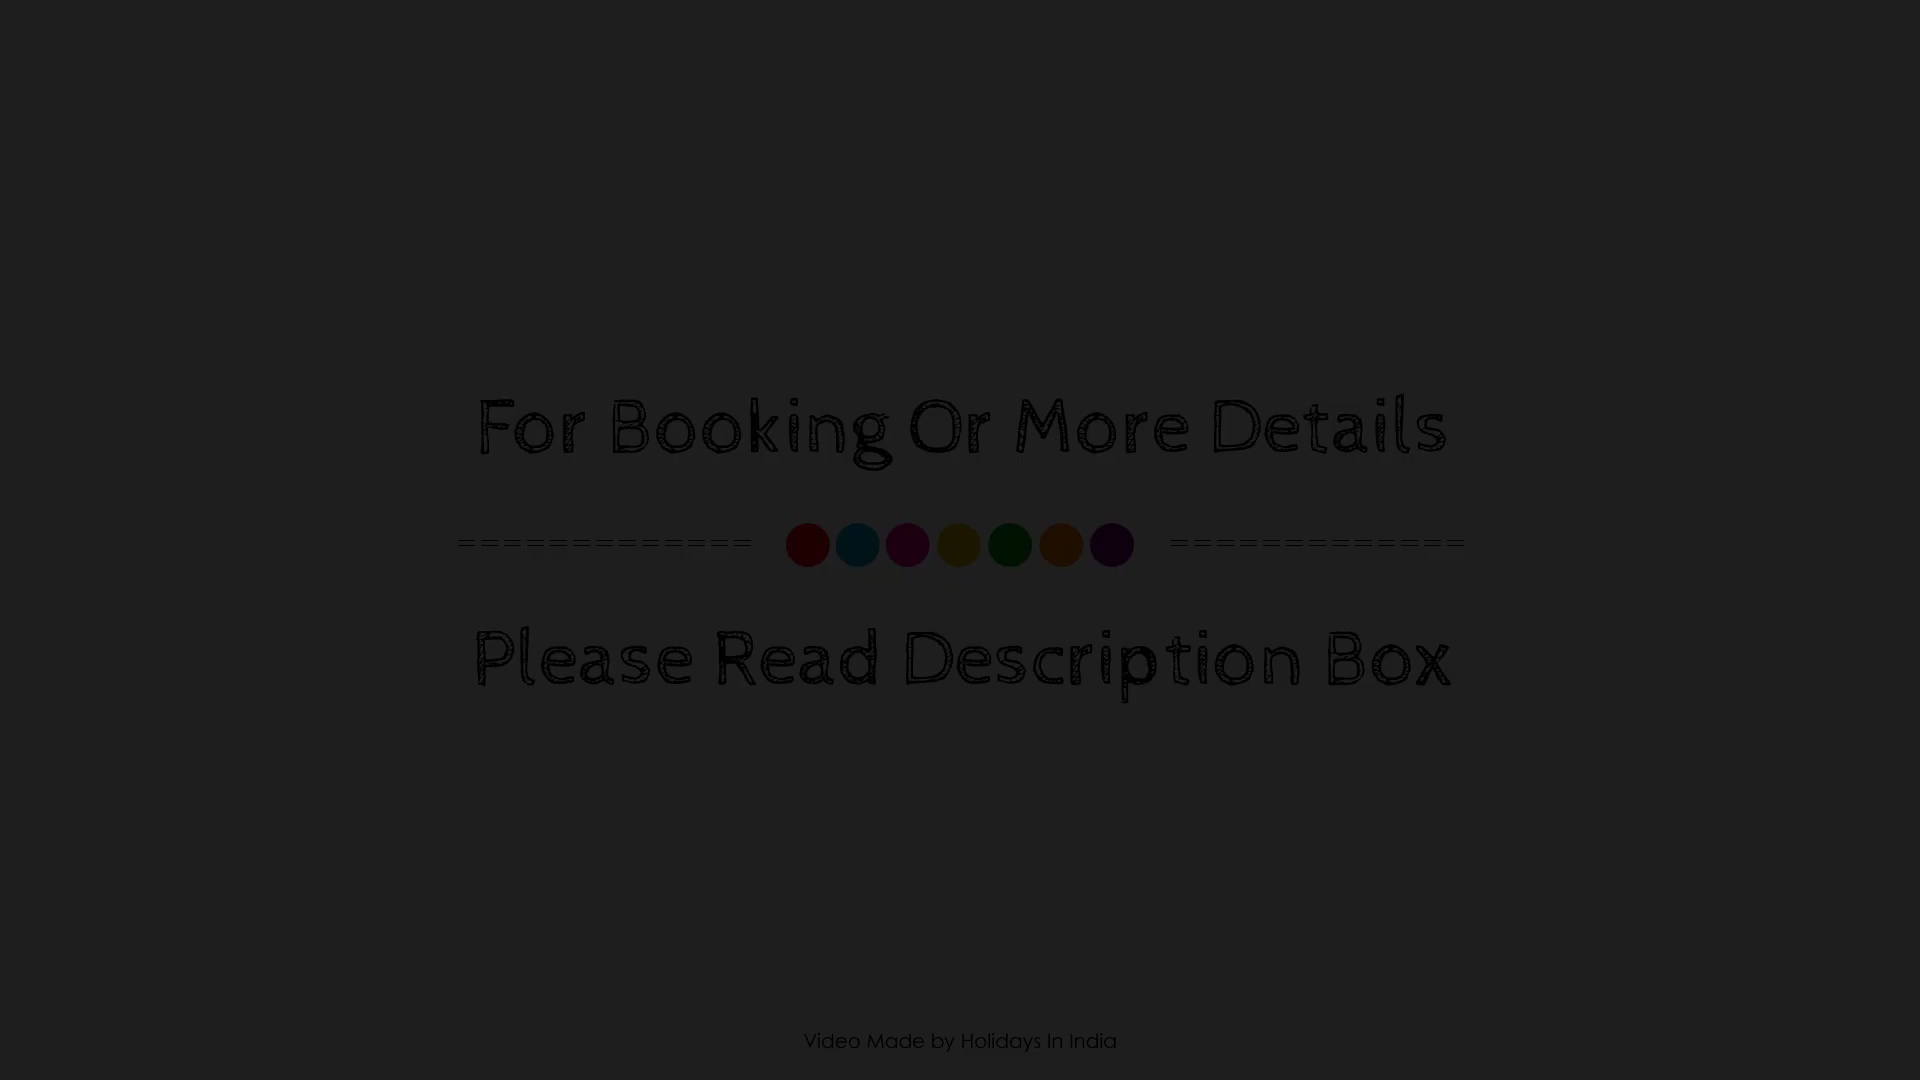 For Booking Or More Details
============= =============
Please Read Description Box
Video Made by Holidays In India